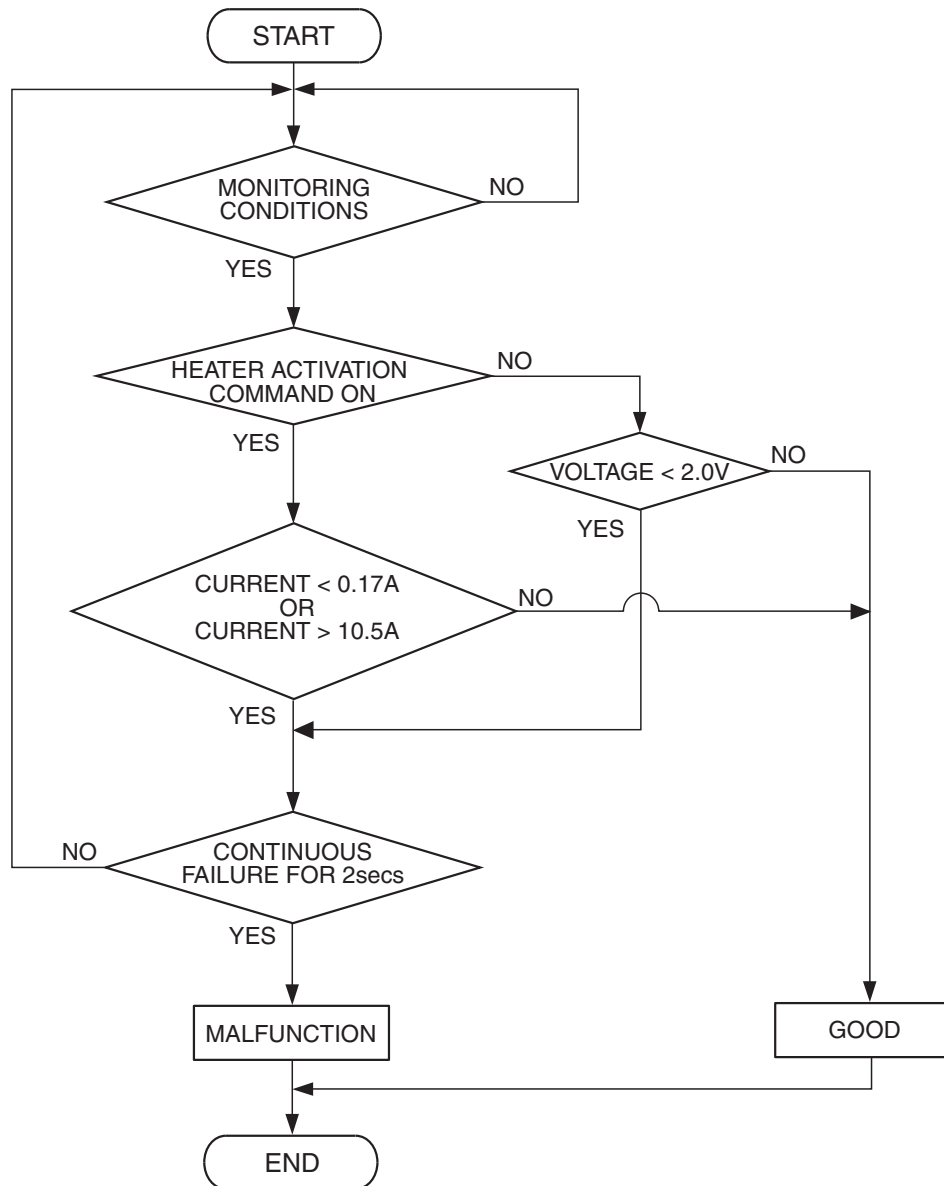 START
MONITORING
CONDITIONS
NO
YES
HEATER ACTIVATION
COMMAND ON
NO
YES
VOLTAGE < 2.0V
NO
YES
CURRENT < 0.17A
OR
CURRENT > 10.5A
NO
YES
CONTINUOUS
FAILURE FOR 2secs
NO
YES
MALFUNCTION
GOOD
END